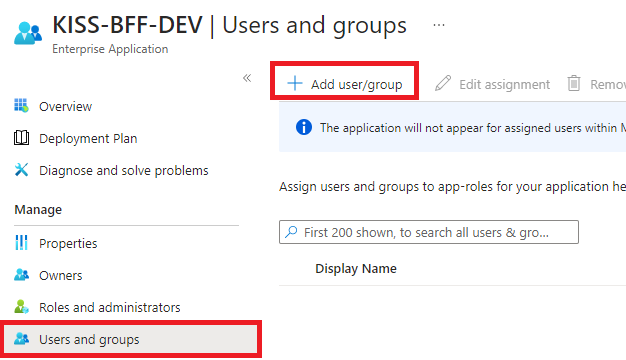 KISS-BFF-DEV | Users and groups ...
Enterprise Application
«
+ Add user/group
Edit assignment
Remov
Overview
Deployment Plan
Diagnose and solve problems
The application will not appear for assigned users within M
Assign users and groups to app-roles for your application he
Manage
First 200 shown, to search all users & gro...
Properties
Owners
Display Name
Roles and administrators
Users and groups